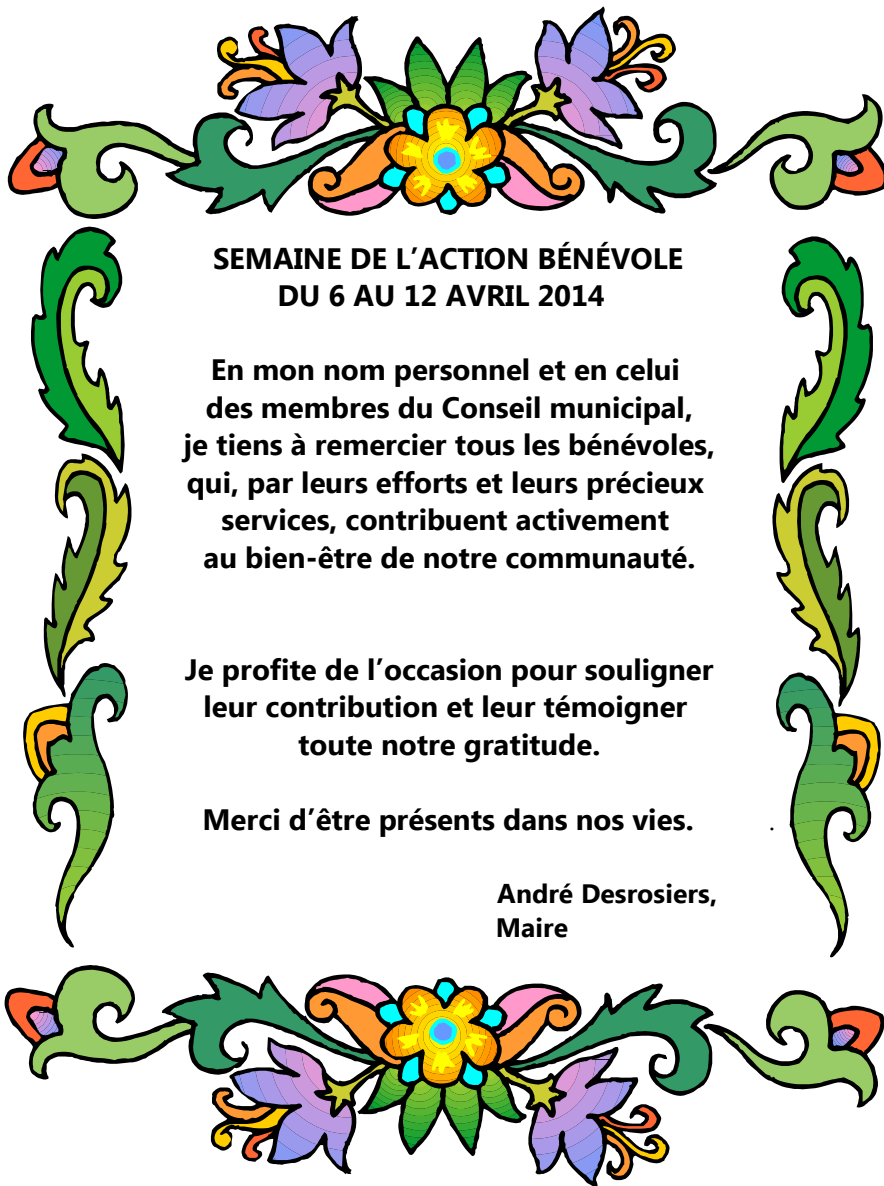 SEMAINE DE L’ACTION BÉNÉVOLE
DU 6 AU 12 AVRIL 2014
En mon nom personnel et en celui
des membres du Conseil municipal,
je tiens à remercier tous les bénévoles,
qui, par leurs efforts et leurs précieux
services, contribuent activement
au bien-être de notre communauté.
Je profite de l’occasion pour souligner
leur contribution et leur témoigner
toute notre gratitude.
Merci d’être présents dans nos vies. .
André Desrosiers,
Maire